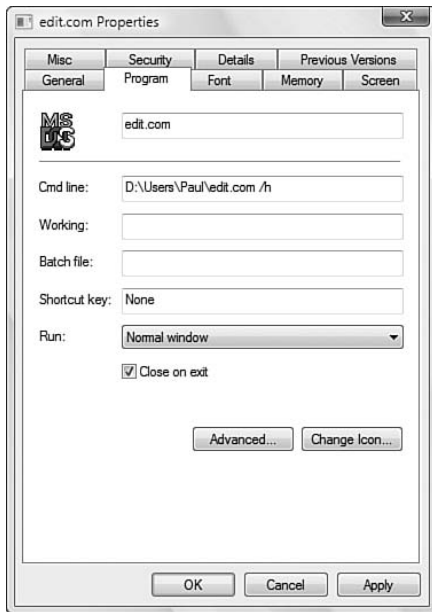 edit.com Properties
Misc Security Details Previous Versions
General Program Font Memory Screen
MS DOS
edit.com
Cmd line: D:\Users\Paul\edit.com /h
Working:
Batch file:
Shortcut key: None
Run: Normal window
Close on exit
Advanced... Change Icon...
OK Cancel Apply